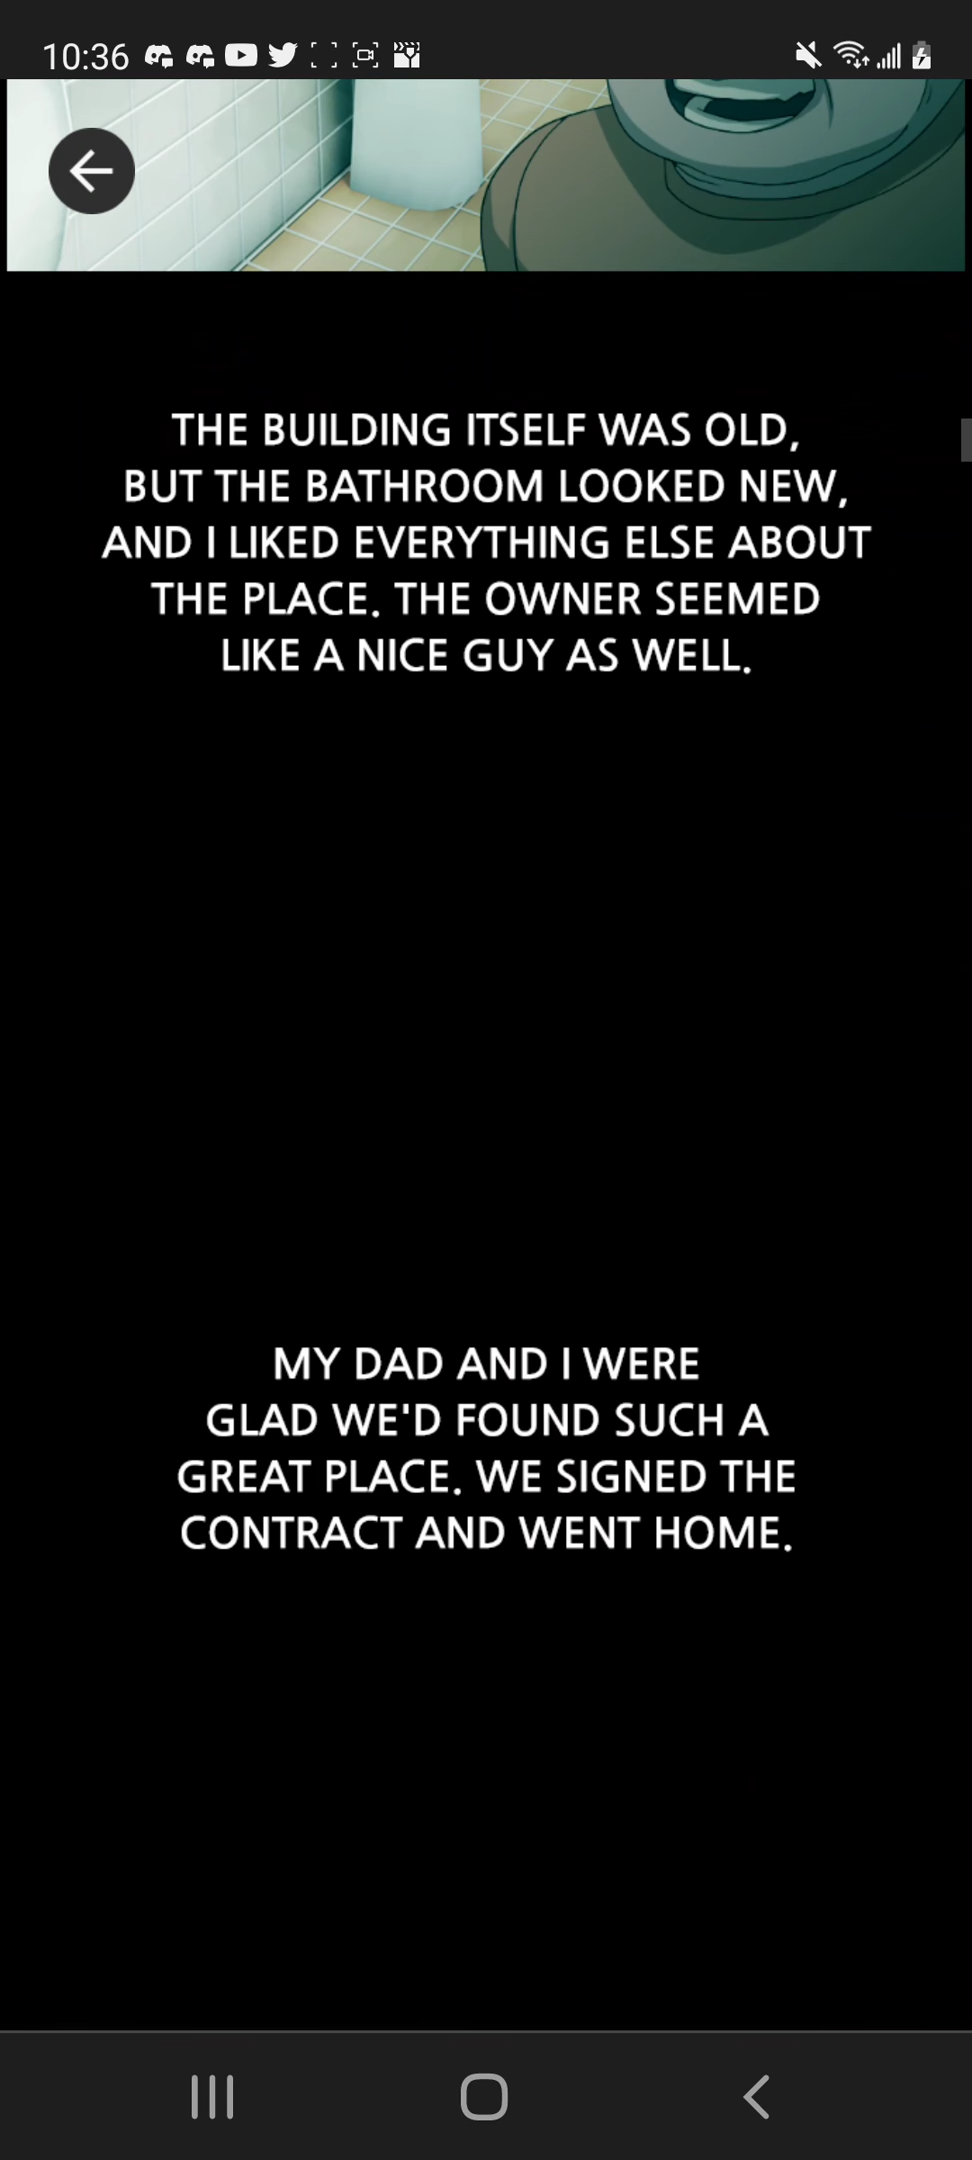 10:36
THE BUILDING ITSELF WAS OLD,
BUT THE BATHROOM LOOKED NEW,
AND I LIKED EVERYTHING ELSE ABOUT
THE PLACE. THE OWNER SEEMED
LIKE A NICE GUY AS WELL.
MY DAD AND I WERE
GLAD WE'D FOUND SUCH A
GREAT PLACE. WE SIGNED THE
CONTRACT AND WENT HOME.